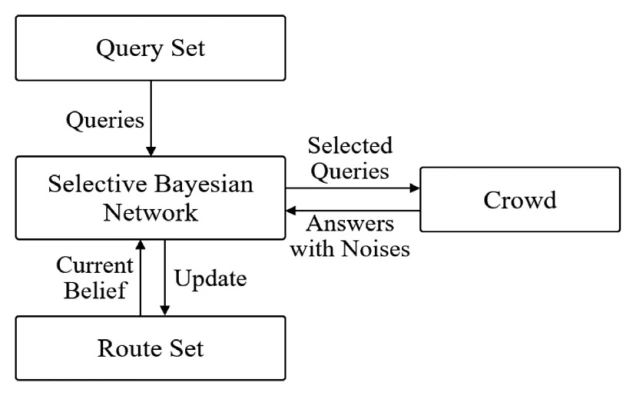 Query Set
Queries
Selective Bayesian
Network
Selected
Queries
Crowd
Answers
with Noises
Current
Belief
Update
Route Set